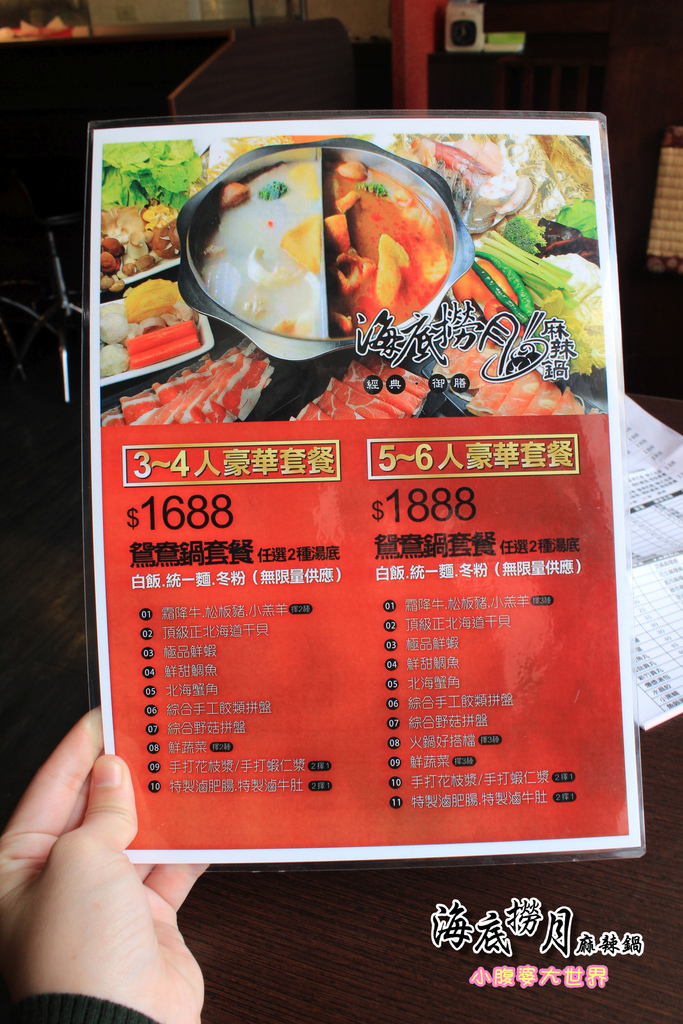 海底撈月
麻辣鍋
經典·御膳
3~4人豪華套餐
$1688
鴛鴦鍋套餐 任選2種湯底
白飯.統一麵.冬粉（無限量供應）
01 霜降牛.松板豬.小羔羊 擇2種
02 頂級正北海道干貝
03 極品鮮蝦
04 鮮甜鯛魚
05 北海蟹角
06 綜合手工餃類拼盤
07 綜合野菇拼盤
08 鮮蔬菜 擇2種
09 手打花枝漿/手打蝦仁漿 2擇1
10 特製滷肥腸.特製滷牛肚 2擇1
5~6人豪華套餐
$1888
鴛鴦鍋套餐 任選2種湯底
白飯.統一麵.冬粉（無限量供應）
01 霜降牛.松板豬.小羔羊 擇3種
02 頂級正北海道干貝
03 極品鮮蝦
04 鮮甜鯛魚
05 北海蟹角
06 綜合手工餃類拼盤
07 綜合野菇拼盤
08 火鍋好搭檔 擇3種
09 鮮蔬菜 擇3種
10 手打花枝漿/手打蝦仁漿 2擇1
11 特製滷肥腸.特製滷牛肚 2擇1
海底撈月麻辣鍋
小腹婆大世界